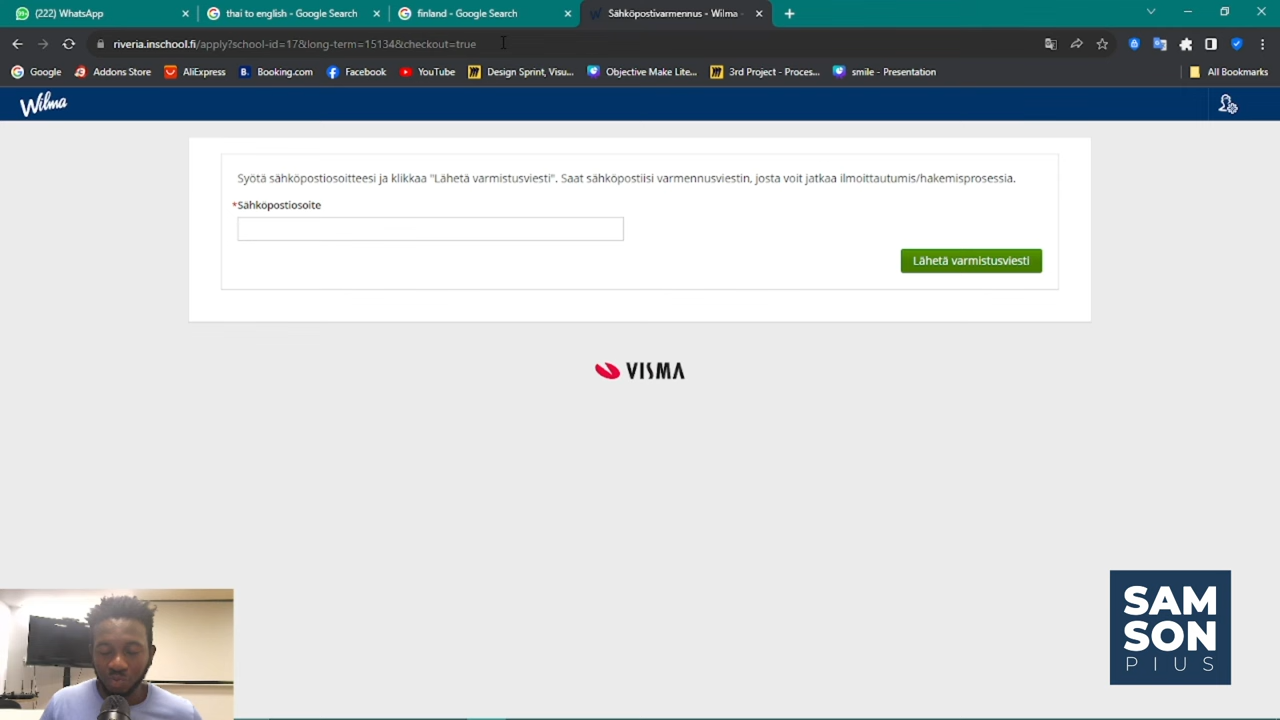 (222) WhatsApp
thai to english - Google Search
finland - Google Search
Sähköpostivarmennus - Wilma -
riveria.inschool.fi/apply?school-id=17&long-term=15134&checkout=true
Google
Addons Store
AliExpress
Booking.com
Facebook
YouTube
Design Sprint, Visu...
Objective Make Lite...
3rd Project - Proces...
smile - Presentation
All Bookmarks
Wilma
Syötä sähköpostiosoitteesi ja klikkaa "Lähetä varmistusviesti". Saat sähköpostiisi varmennusviestin, josta voit jatkaa ilmoittautumis/hakemisprosessia.
*Sähköpostiosoite
Lähetä varmistusviesti
VISMA
SAM
SON
PIUS